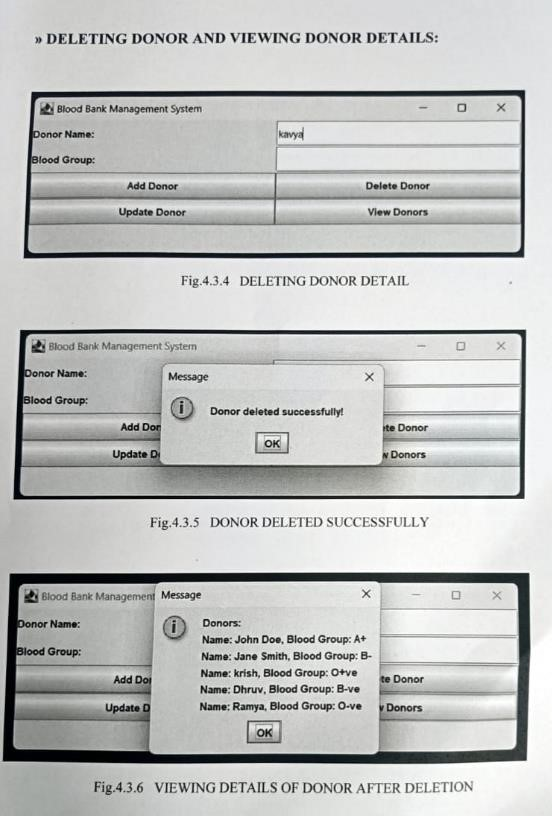 » DELETING DONOR AND VIEWING DONOR DETAILS:
Blood Bank Management System
Donor Name: kavya
Blood Group:
Add Donor Delete Donor
Update Donor View Donors
Fig.4.3.4 DELETING DONOR DETAIL
Blood Bank Management System
Message
Donor Name:
Donor deleted successfully!
Blood Group:
Add Don te Donor
OK
Update D w Donors
Fig.4.3.5 DONOR DELETED SUCCESSFULLY
Blood Bank Management Message
Donor Name: Donors:
Name: John Doe, Blood Group: A+
Blood Group: Name: Jane Smith, Blood Group: B-
Name: krish, Blood Group: O+ve
Add Do te Donor
Name: Dhruv, Blood Group: B-ve
Update D Name: Ramya, Blood Group: O-ve v Donors
OK
Fig.4.3.6 VIEWING DETAILS OF DONOR AFTER DELETION